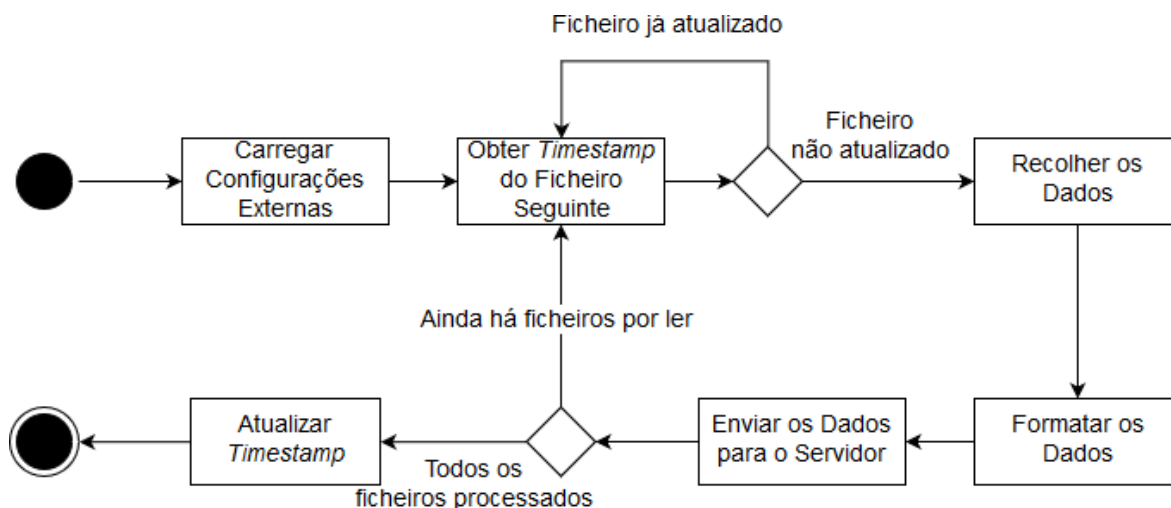 Ficheiro já atualizado
Carregar
Configurações
Externas
Obter Timestamp
do Ficheiro
Seguinte
Ficheiro
não atualizado
Recolher os
Dados
Ainda há ficheiros por ler
Atualizar
Timestamp
Todos os
ficheiros processados
Enviar os Dados
para o Servidor
Formatar os
Dados